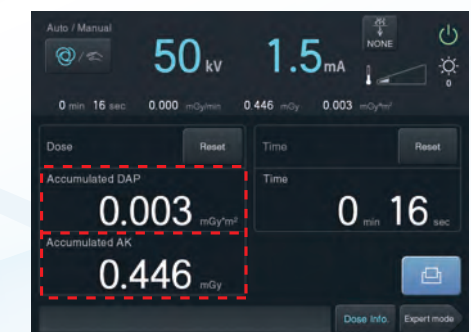 Auto / Manual
50 kV
1.5 mA
NONE
0
0 min 16 sec 0.000 mGy/min 0.446 mGy 0.003 mGy*m²
Dose Reset
Time Reset
Accumulated DAP
0.003 mGy*m²
Time
0 min 16 sec
Accumulated AK
0.446 mGy
Dose Info. Expert mode